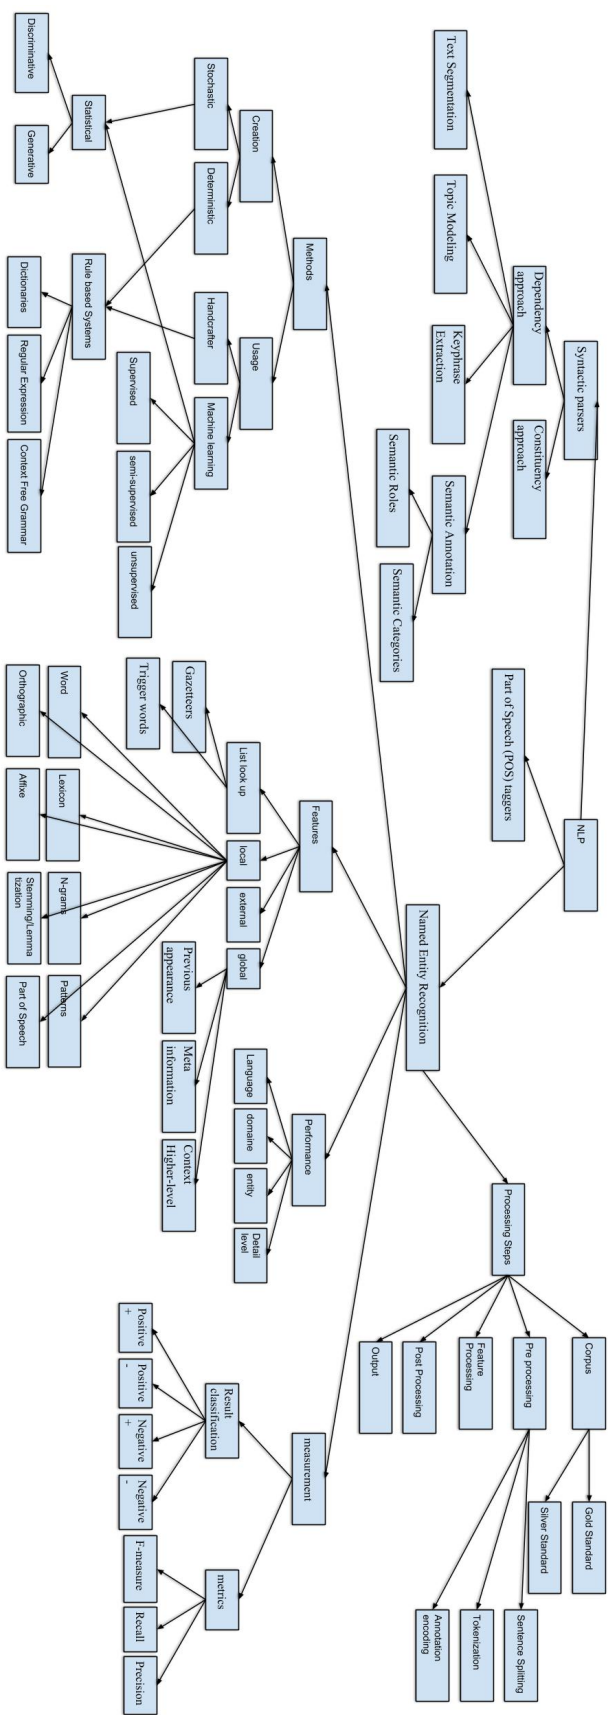 NLP
Syntactic parsers
Part of Speech (POS) taggers
Dependency
approach
Constituency
approach
Text Segmentation
Topic Modeling
Keyphrase
Extraction
Semantic Annotation
Semantic Roles
Semantic Categories
Named Entity Recognition
Processing Steps
Corpus
Pre processing
Feature
Processing
Post Processing
Output
Gold Standard
Silver Standard
Sentence Splitting
Tokenization
Annotation
encoding
Methods
Creation
Usage
Stochastic
Deterministic
Handcrafter
Machine learning
Statistical
Rule based Systems
Supervised
semi-supervised
unsupervised
Discriminative
Generative
Dictionaries
Regular Expression
Context Free Grammar
Features
List look up
local
external
global
Gazetteers
Trigger words
Previous
appearance
Meta
information
Context
Higher-level
Word
Lexicon
N-grams
Patterns
Orthographic
Affixe
Stemming/Lemma
tization
Part of Speech
Performance
Language
domaine
entity
Detail
level
measurement
Result
classification
metrics
Positive
+
Positive
-
Negative
+
Negative
-
F-measure
Recall
Precision